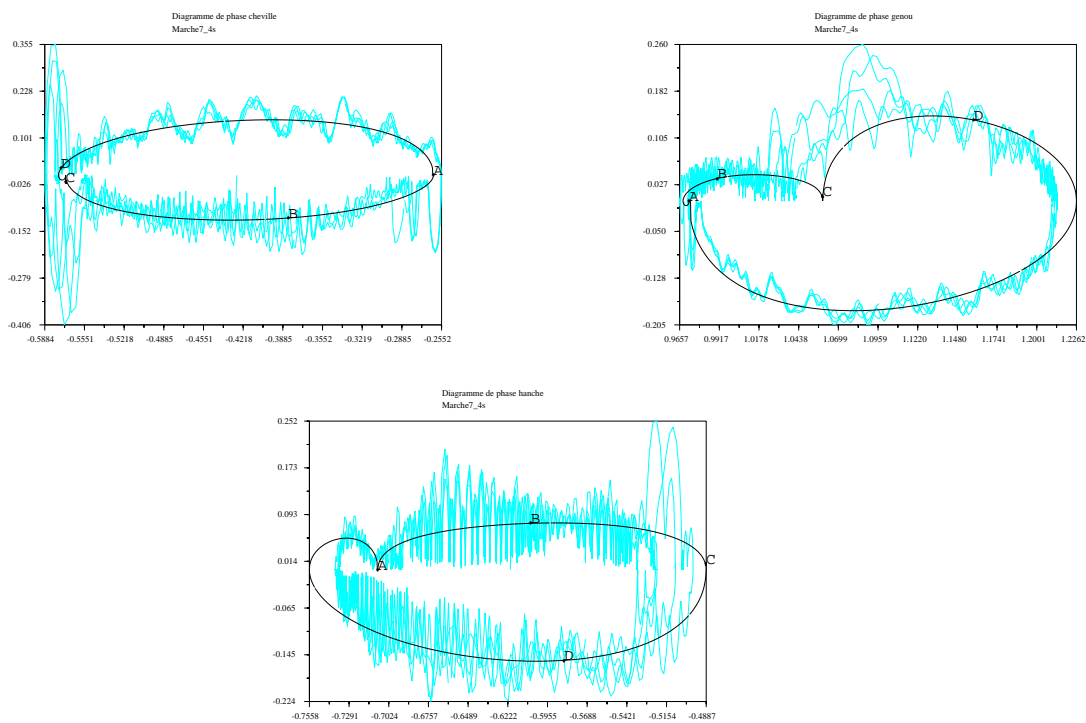 Diagramme de phase cheville
Marche7_4s
0.355
0.228
0.101
-0.026
-0.152
-0.279
-0.406
-0.5884 -0.5551 -0.5218 -0.4885 -0.4551 -0.4218 -0.3885 -0.3552 -0.3219 -0.2885 -0.2552
D
C
A
B
Diagramme de phase genou
Marche7_4s
0.260
0.182
0.105
0.027
-0.050
-0.128
-0.205
0.9657 0.9917 1.0178 1.0438 1.0699 1.0959 1.1220 1.1480 1.1741 1.2001 1.2262
D
B
A
C
Diagramme de phase hanche
Marche7_4s
0.252
0.173
0.093
0.014
-0.065
-0.145
-0.224
-0.7558 -0.7291 -0.7024 -0.6757 -0.6489 -0.6222 -0.5955 -0.5688 -0.5421 -0.5154 -0.4887
B
C
A
D